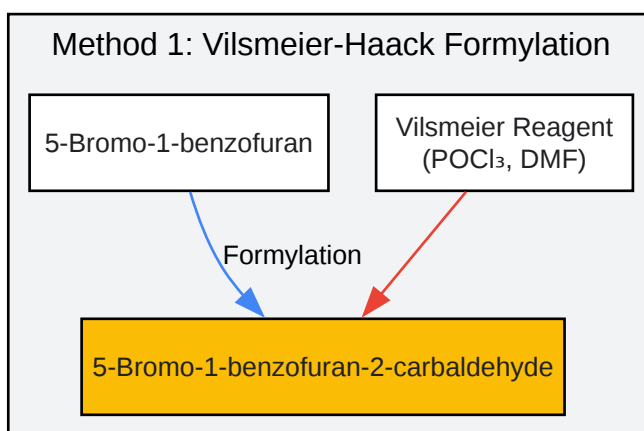 Method 1: Vilsmeier-Haack Formylation
5-Bromo-1-benzofuran
Vilsmeier Reagent
(POCl₃, DMF)
Formylation
5-Bromo-1-benzofuran-2-carbaldehyde